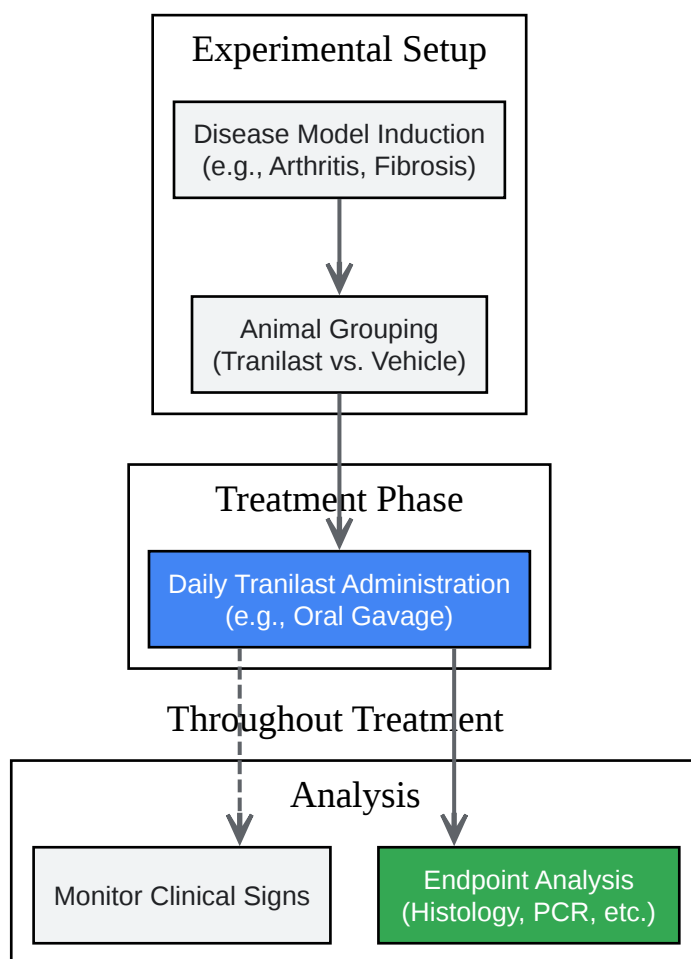 Experimental Setup
Disease Model Induction
(e.g., Arthritis, Fibrosis)
Animal Grouping
(Tranilast vs. Vehicle)
Treatment Phase
Daily Tranilast Administration
(e.g., Oral Gavage)
Throughout Treatment
Analysis
Monitor Clinical Signs
Endpoint Analysis
(Histology, PCR, etc.)